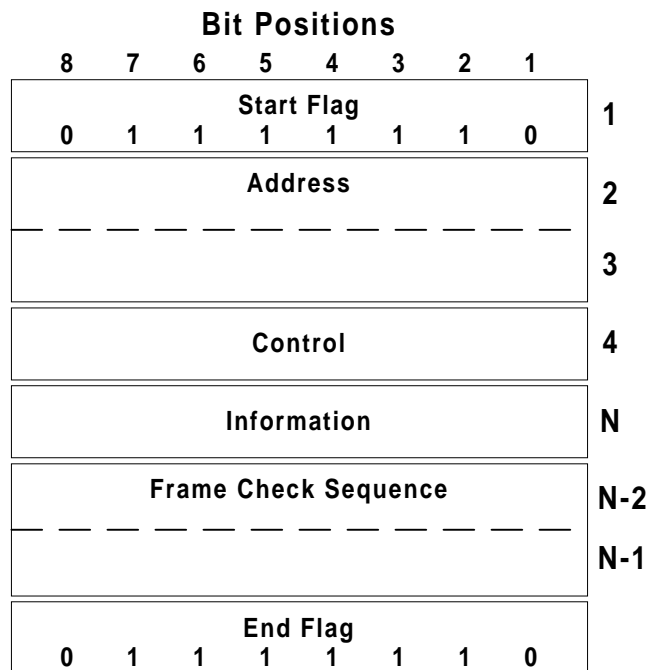 Bit Positions
8 7 6 5 4 3 2 1
Start Flag
0 1 1 1 1 1 1 0
1
Address
2
3
Control
4
Information
N
Frame Check Sequence
N-2
N-1
End Flag
0 1 1 1 1 1 1 0